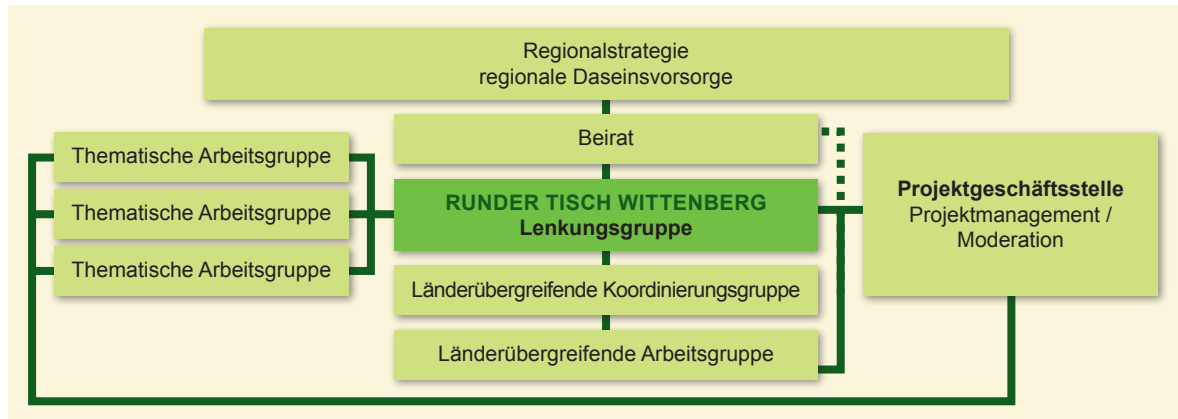 Regionalstrategie
regionale Daseinsvorsorge
Beirat
Thematische Arbeitsgruppe
Thematische Arbeitsgruppe
Thematische Arbeitsgruppe
RUNDER TISCH WITTENBERG
Lenkungsgruppe
Länderübergreifende Koordinierungsgruppe
Länderübergreifende Arbeitsgruppe
Projektgeschäftsstelle
Projektmanagement /
Moderation